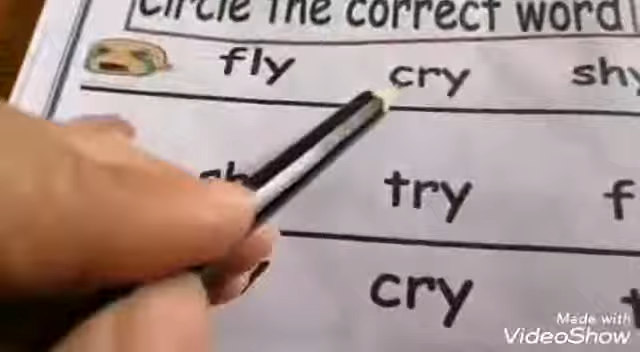 Circle the correct word
fly cry shy
try
cry
Made with
VideoShow